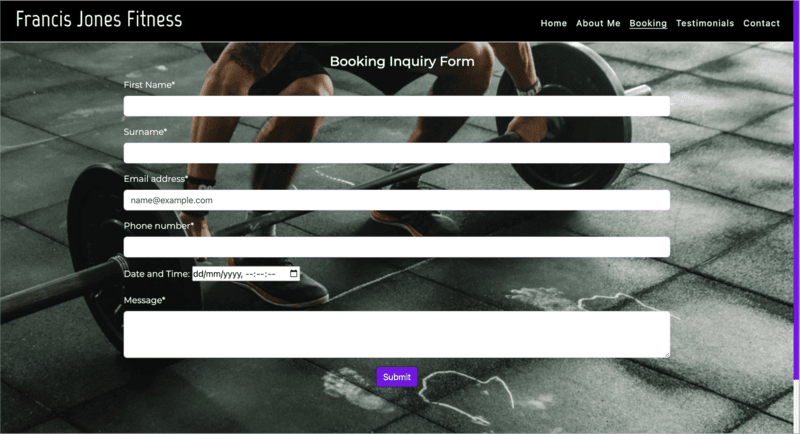 Francis Jones Fitness
Home About Me Booking Testimonials Contact
Booking Inquiry Form
First Name*
Surname*
Email address*
name@example.com
Phone number*
Date and Time: dd/mm/yyyy, --:--:--
Message*
Submit